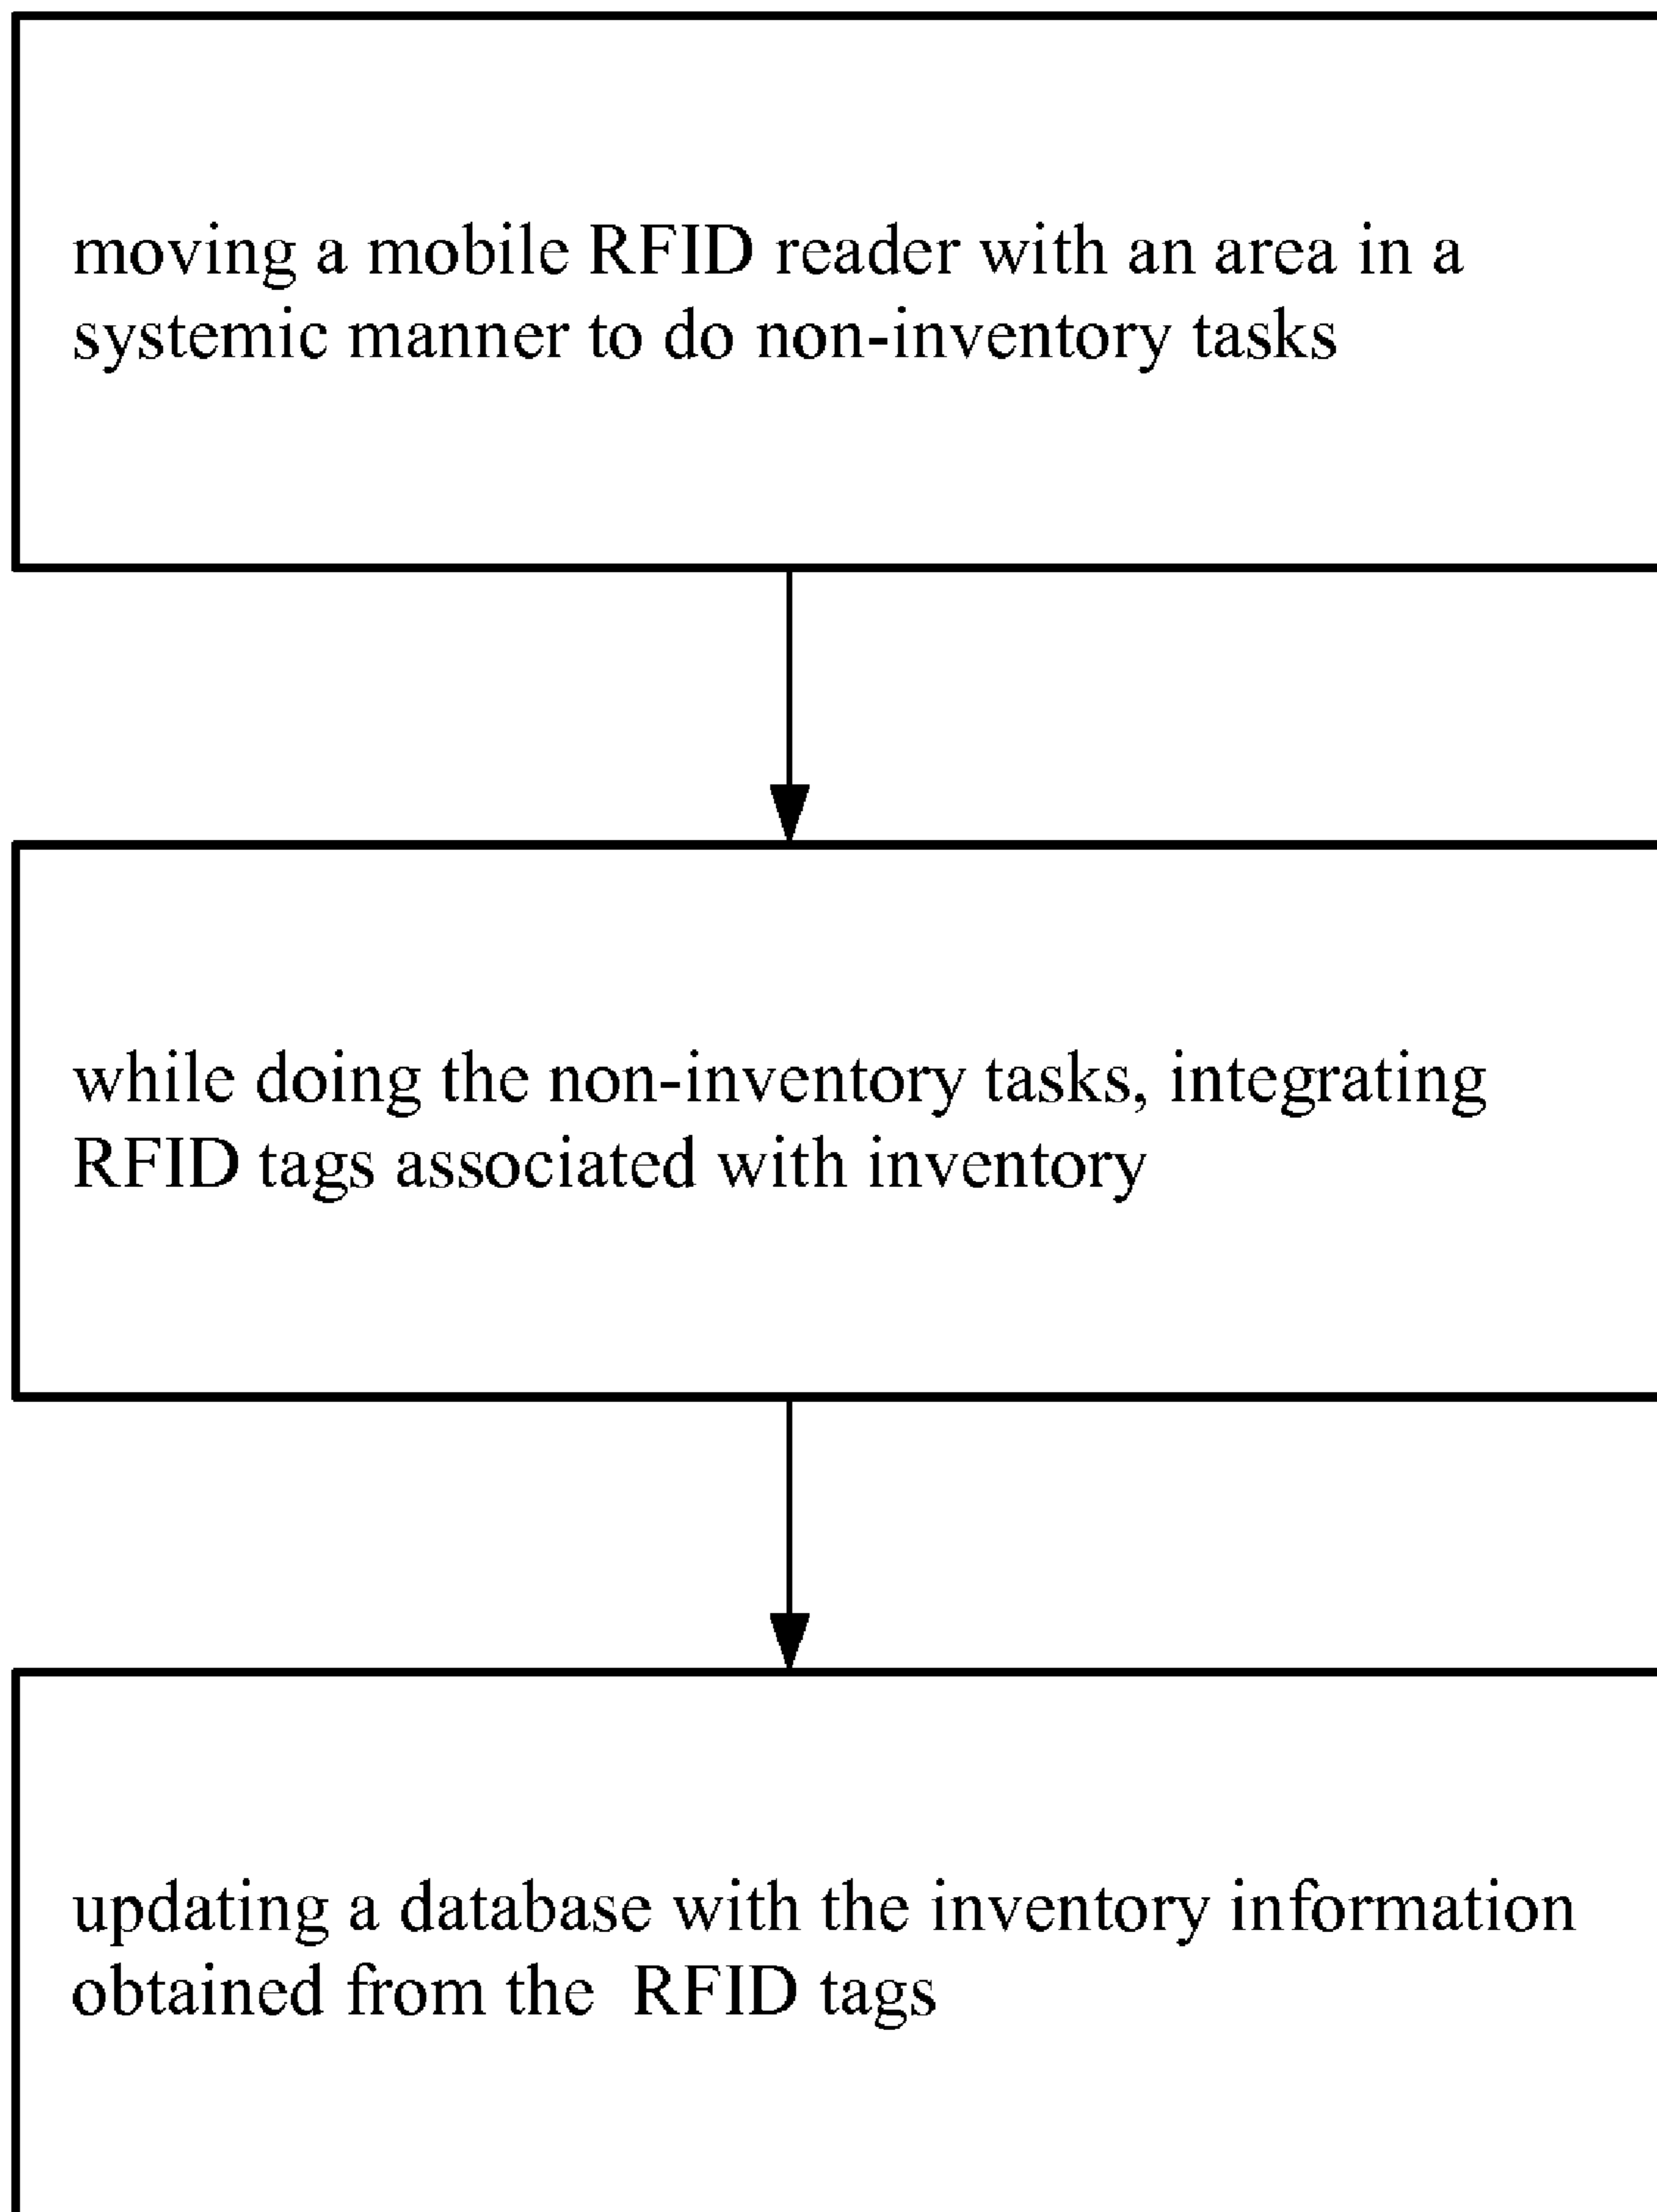 moving a mobile RFID reader with an area in a
systemic manner to do non-inventory tasks
while doing the non-inventory tasks, integrating
RFID tags associated with inventory
updating a database with the inventory information
obtained from the  RFID tags